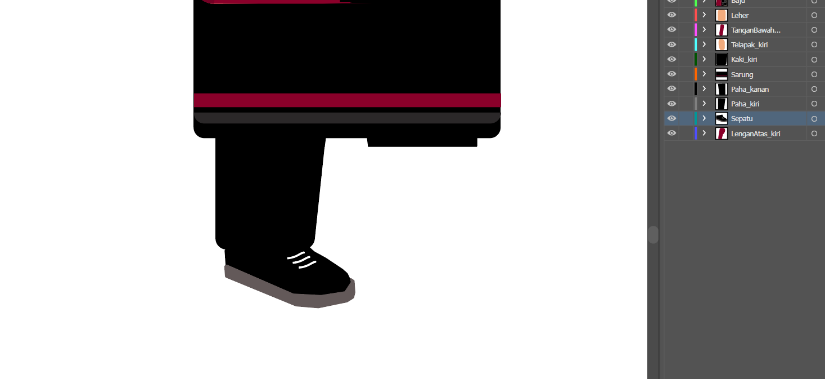 Baju
Leher
TanganBawah...
Telapak_kiri
Kaki_kiri
Sarung
Paha_kanan
Paha_kiri
Sepatu
LenganAtas_kiri